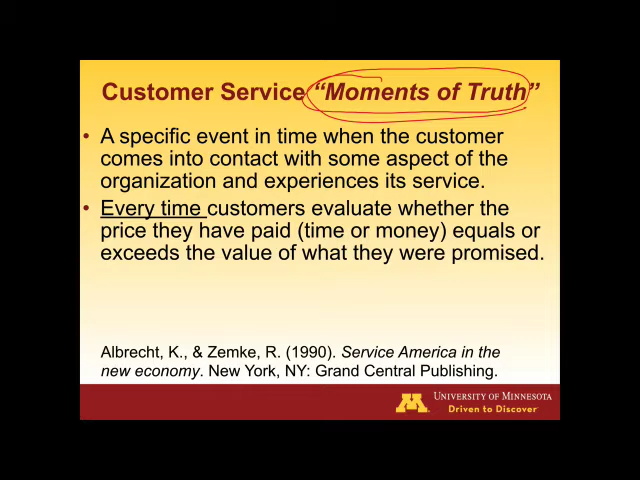 Customer Service “Moments of Truth”
• A specific event in time when the customer
comes into contact with some aspect of the
organization and experiences its service.
• Every time customers evaluate whether the
price they have paid (time or money) equals or
exceeds the value of what they were promised.
Albrecht, K., & Zemke, R. (1990). Service America in the
new economy. New York, NY: Grand Central Publishing.
M
UNIVERSITY OF MINNESOTA
Driven to Discover